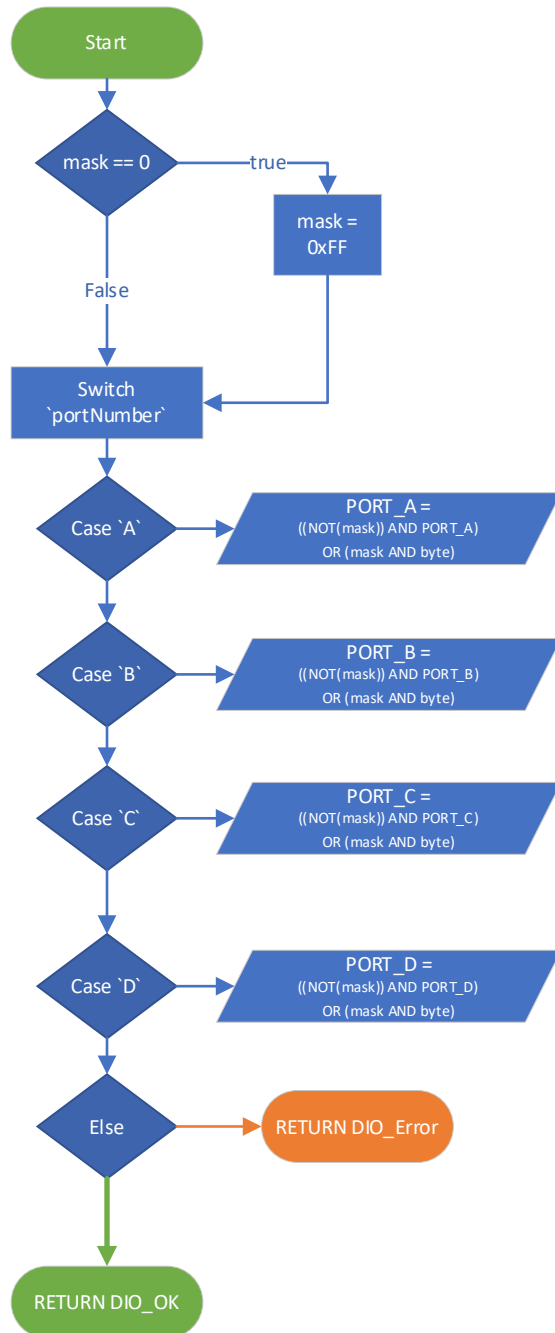 Start
mask == 0
true
mask =
0xFF
False
Switch
`portNumber`
Case `A`
PORT_A =
((NOT(mask)) AND PORT_A)
OR (mask AND byte)
Case `B`
PORT_B =
((NOT(mask)) AND PORT_B)
OR (mask AND byte)
Case `C`
PORT_C =
((NOT(mask)) AND PORT_C)
OR (mask AND byte)
Case `D`
PORT_D =
((NOT(mask)) AND PORT_D)
OR (mask AND byte)
Else
RETURN DIO_Error
RETURN DIO_OK